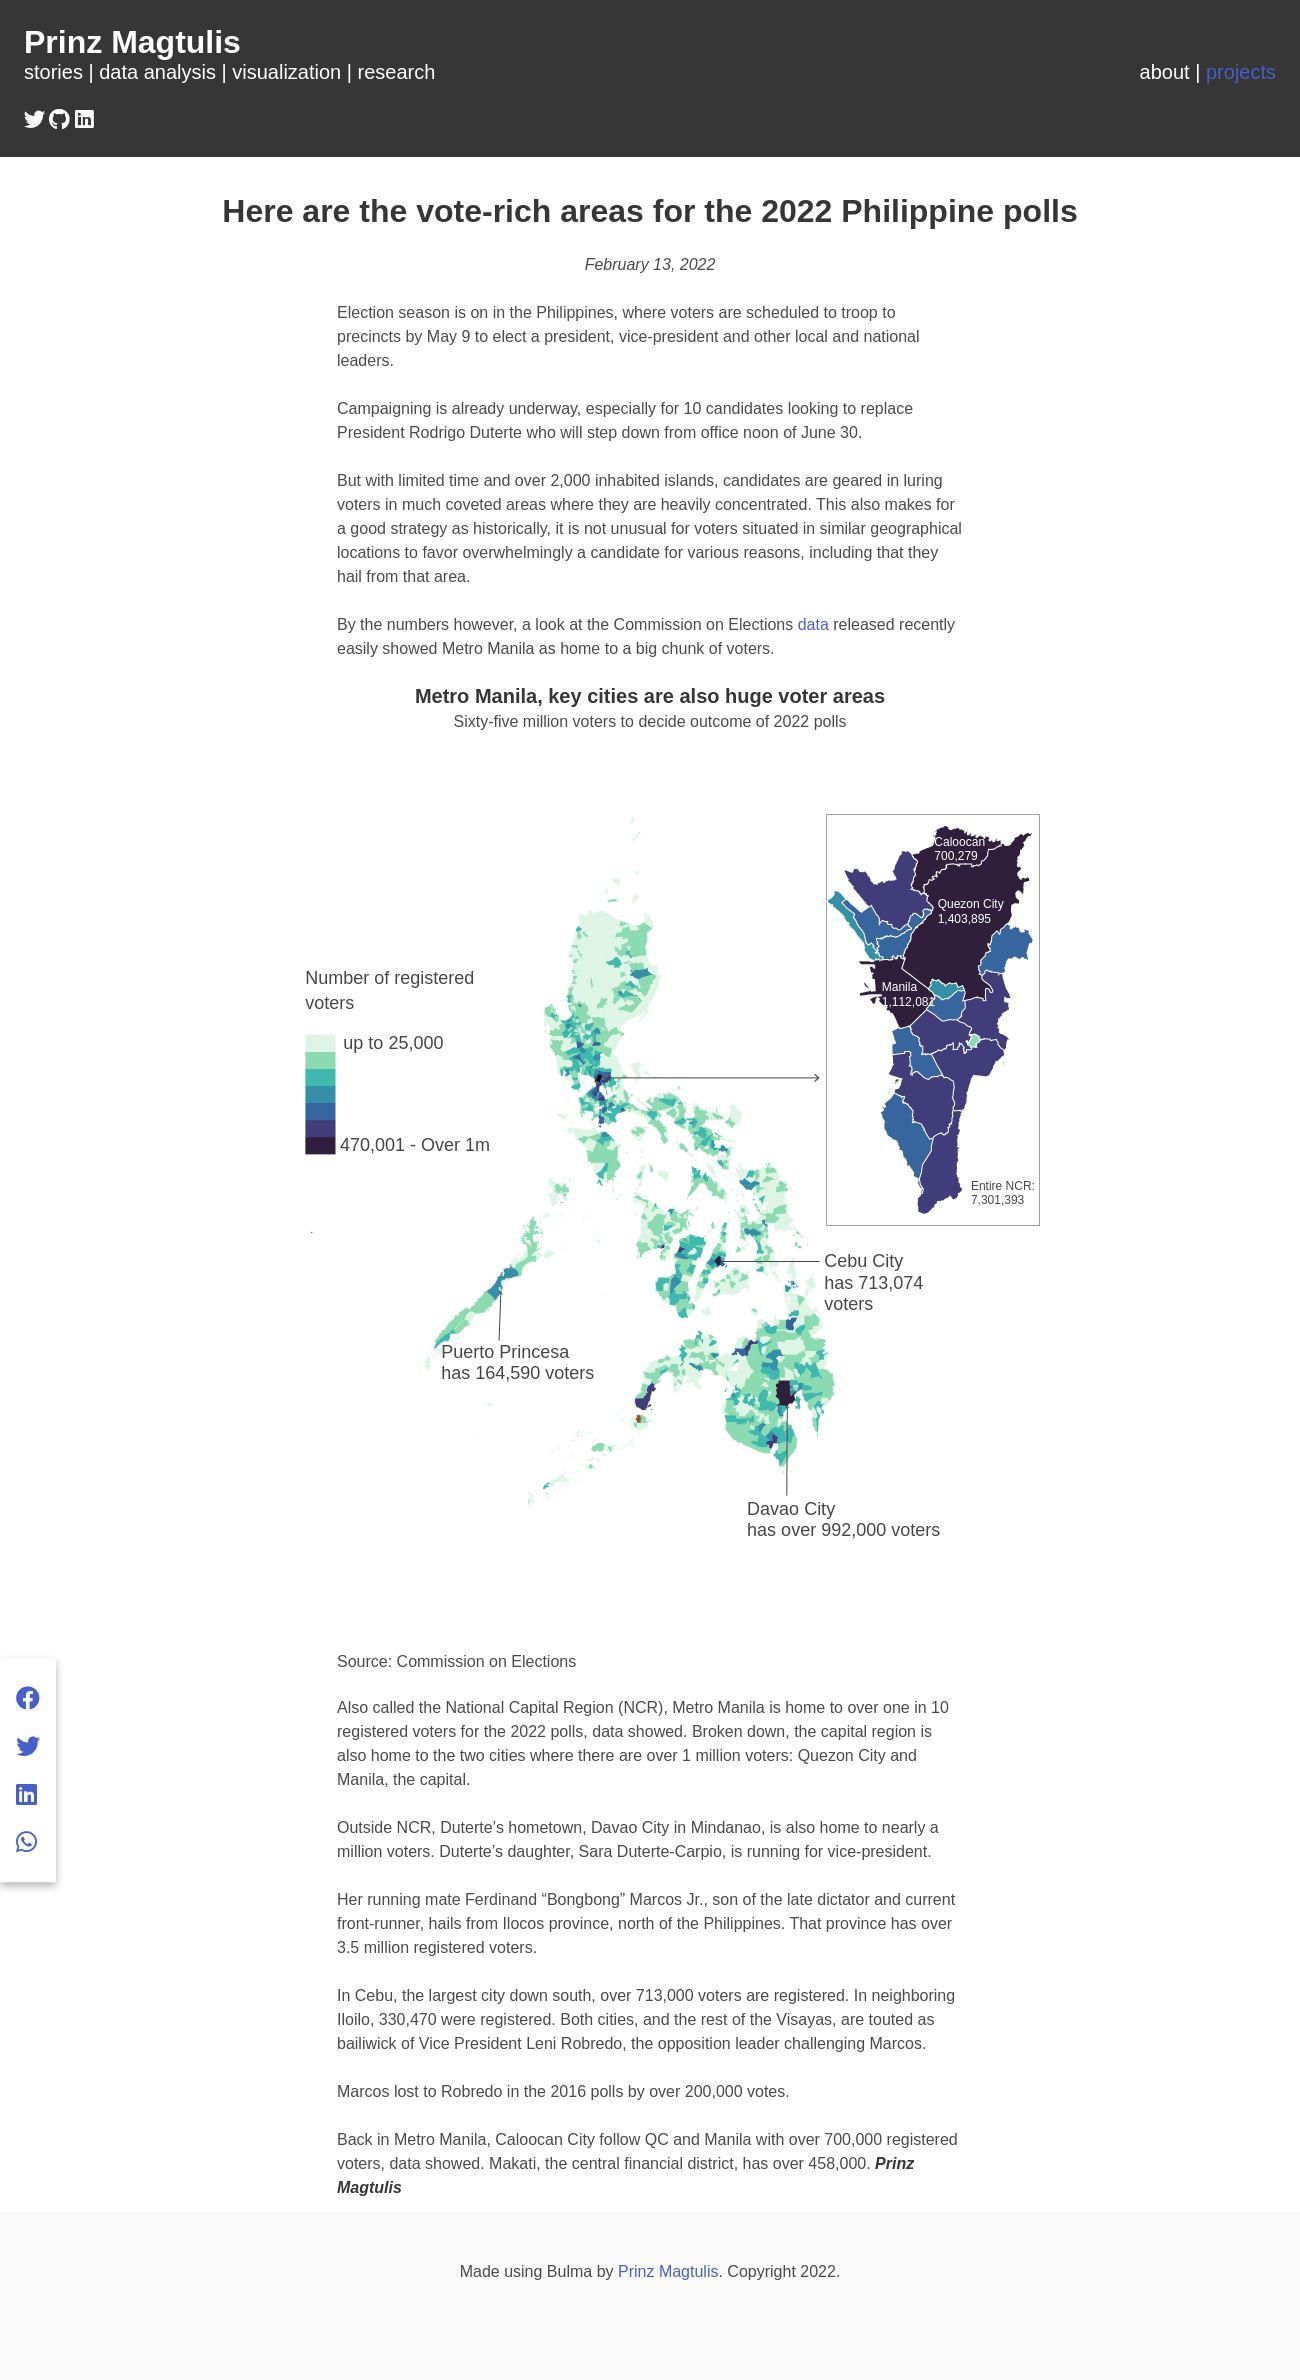 Prinz Magtulis
stories | data analysis | visualization | research
about | projects
Here are the vote-rich areas for the 2022 Philippine polls
February 13, 2022
Election season is on in the Philippines, where voters are scheduled to troop to
precincts by May 9 to elect a president, vice-president and other local and national
leaders.
Campaigning is already underway, especially for 10 candidates looking to replace
President Rodrigo Duterte who will step down from office noon of June 30.
But with limited time and over 2,000 inhabited islands, candidates are geared in luring
voters in much coveted areas where they are heavily concentrated. This also makes for
a good strategy as historically, it is not unusual for voters situated in similar geographical
locations to favor overwhelmingly a candidate for various reasons, including that they
hail from that area.
By the numbers however, a look at the Commission on Elections data released recently
easily showed Metro Manila as home to a big chunk of voters.
Metro Manila, key cities are also huge voter areas
Sixty-five million voters to decide outcome of 2022 polls
Caloocan
700,279
Quezon City
1,403,895
Number of registered
voters
Manila
1,112,081
up to 25,000
470,001 - Over 1m
Entire NCR:
7,301,393
Cebu City
has 713,074
voters
Puerto Princesa
has 164,590 voters
Davao City
has over 992,000 voters
Source: Commission on Elections
Also called the National Capital Region (NCR), Metro Manila is home to over one in 10
registered voters for the 2022 polls, data showed. Broken down, the capital region is
also home to the two cities where there are over 1 million voters: Quezon City and
Manila, the capital.
Outside NCR, Duterte’s hometown, Davao City in Mindanao, is also home to nearly a
million voters. Duterte’s daughter, Sara Duterte-Carpio, is running for vice-president.
Her running mate Ferdinand “Bongbong” Marcos Jr., son of the late dictator and current
front-runner, hails from Ilocos province, north of the Philippines. That province has over
3.5 million registered voters.
In Cebu, the largest city down south, over 713,000 voters are registered. In neighboring
Iloilo, 330,470 were registered. Both cities, and the rest of the Visayas, are touted as
bailiwick of Vice President Leni Robredo, the opposition leader challenging Marcos.
Marcos lost to Robredo in the 2016 polls by over 200,000 votes.
Back in Metro Manila, Caloocan City follow QC and Manila with over 700,000 registered
voters, data showed. Makati, the central financial district, has over 458,000. Prinz
Magtulis
Made using Bulma by Prinz Magtulis. Copyright 2022.